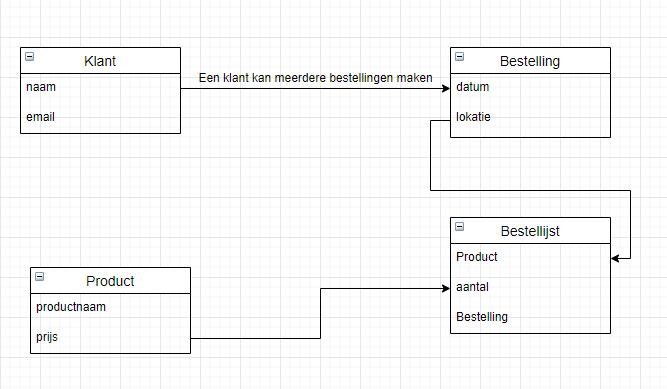 Klant
naam
email
Een klant kan meerdere bestellingen maken
Bestelling
datum
lokatie
Product
productnaam
prijs
Bestellijst
Product
aantal
Bestelling